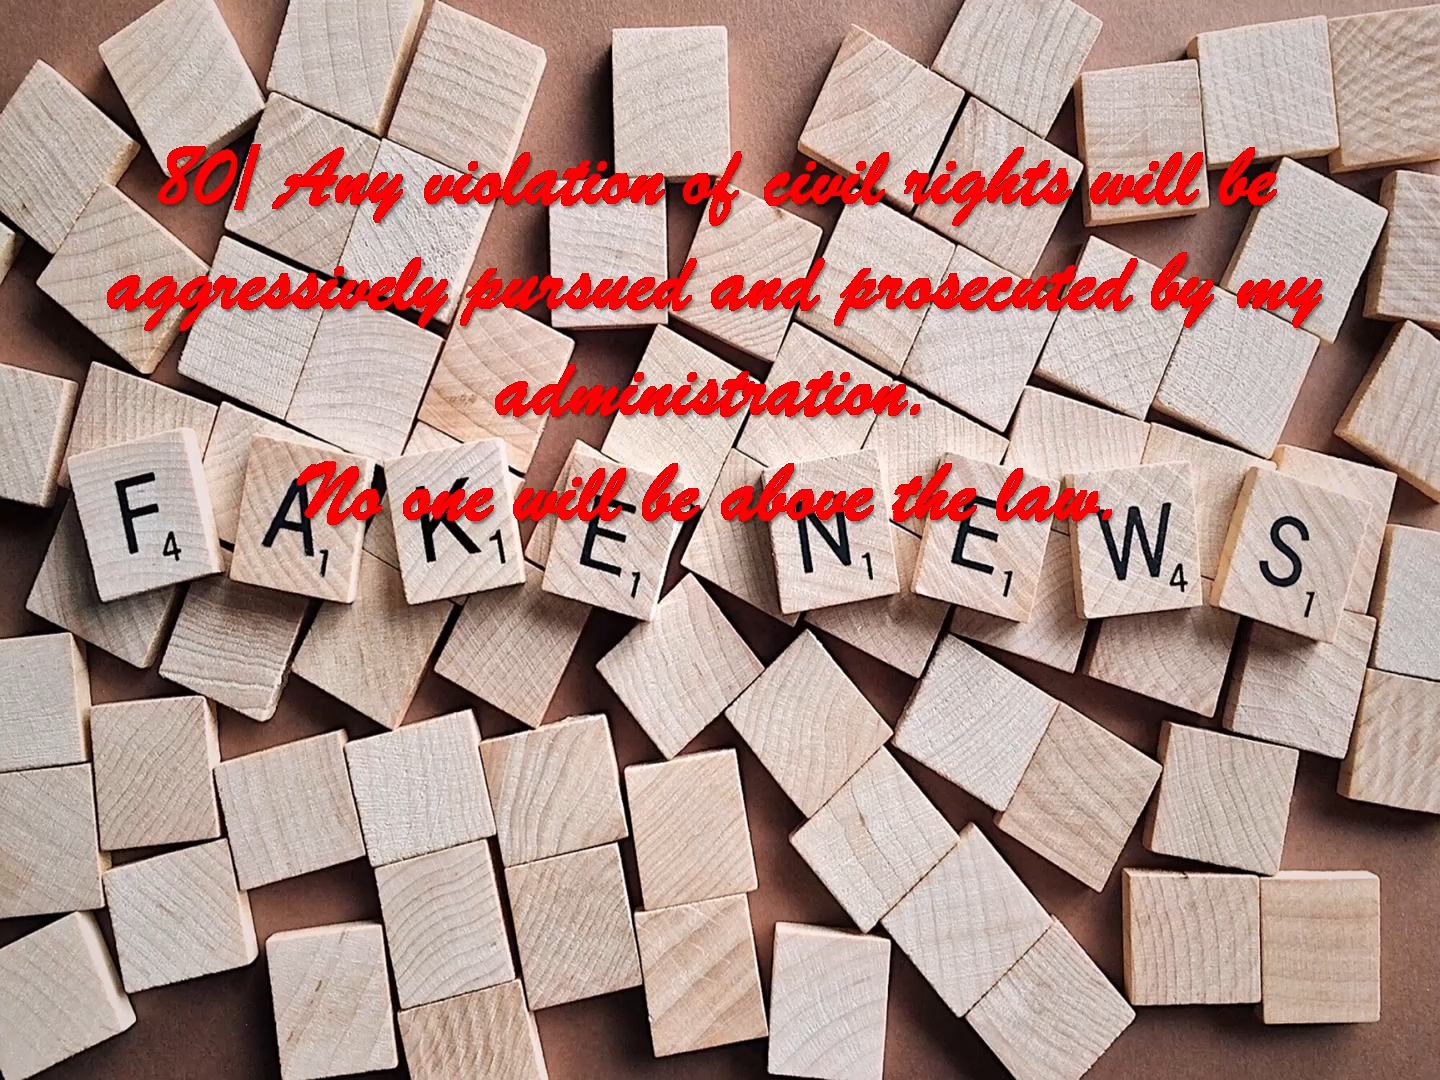 80| Any violation of civil rights will be
aggressively pursued and prosecuted by my
administration.
No one will be above the law.
F4 A1 K1 E1 N1 E1 W4 S1